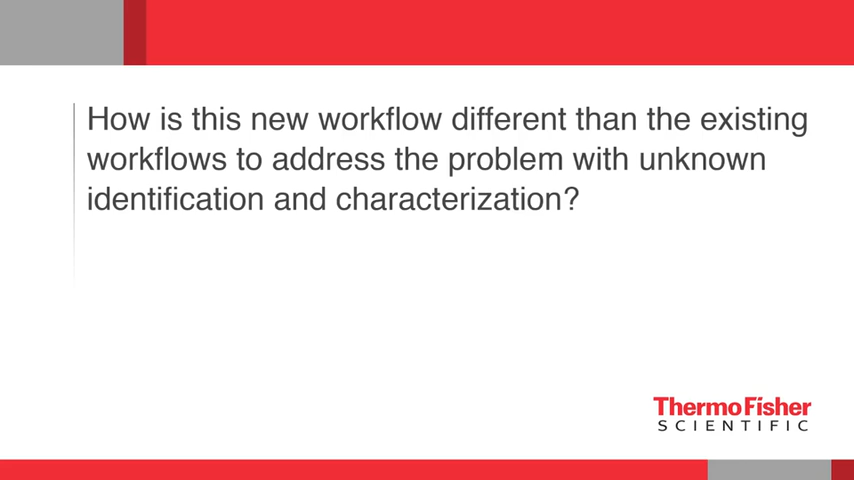 How is this new workflow different than the existing
workflows to address the problem with unknown
identification and characterization?
ThermoFisher
SCIENTIFIC